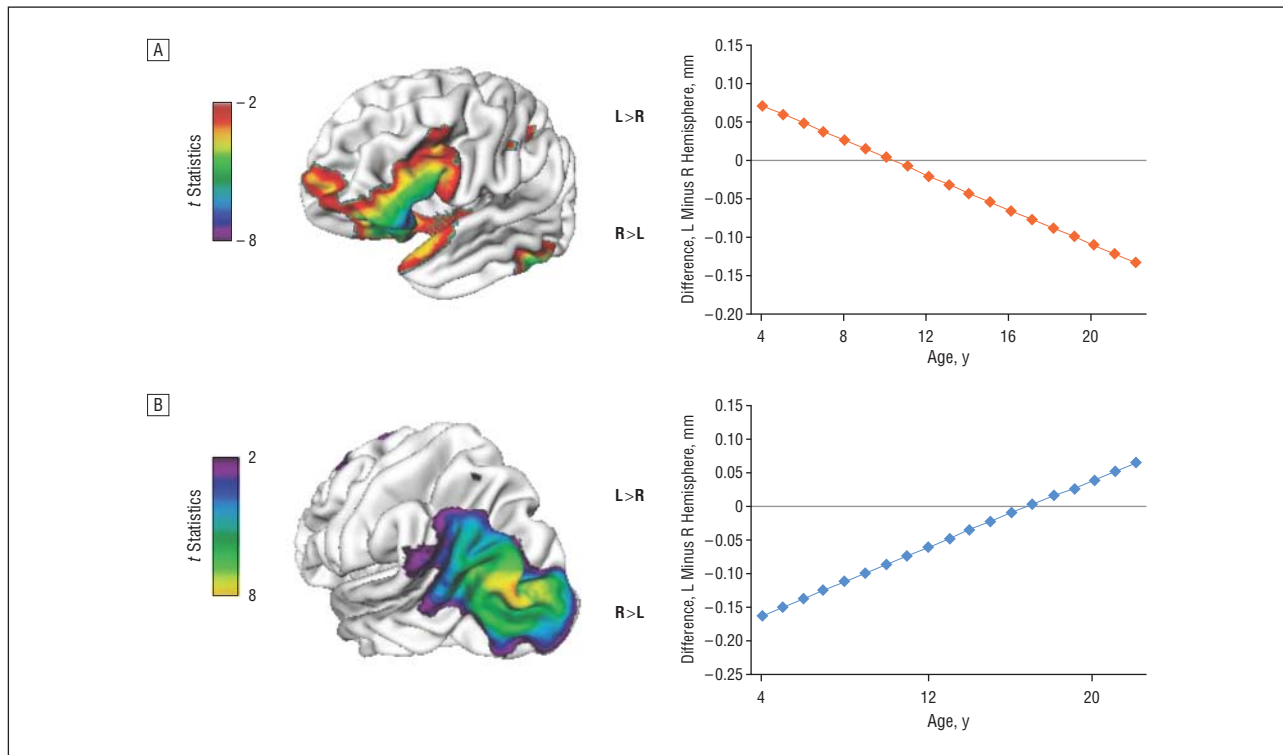 A
t Statistics
−2
−8
L>R
R>L
Difference, L Minus R Hemisphere, mm
0.15
0.10
0.05
0
−0.05
−0.10
−0.15
−0.20
4 8 12 16 20
Age, y
B
t Statistics
2
8
L>R
R>L
Difference, L Minus R Hemisphere, mm
0.15
0.10
0.05
0
−0.05
−0.10
−0.15
−0.20
−0.25
4 12 20
Age, y